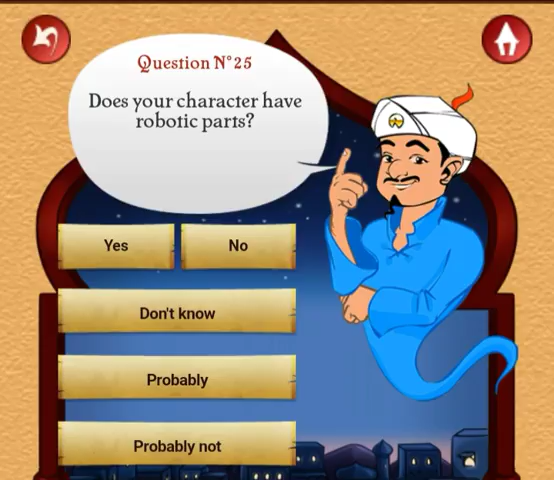 Question N°25
Does your character have
robotic parts?
Yes
No
Don't know
Probably
Probably not